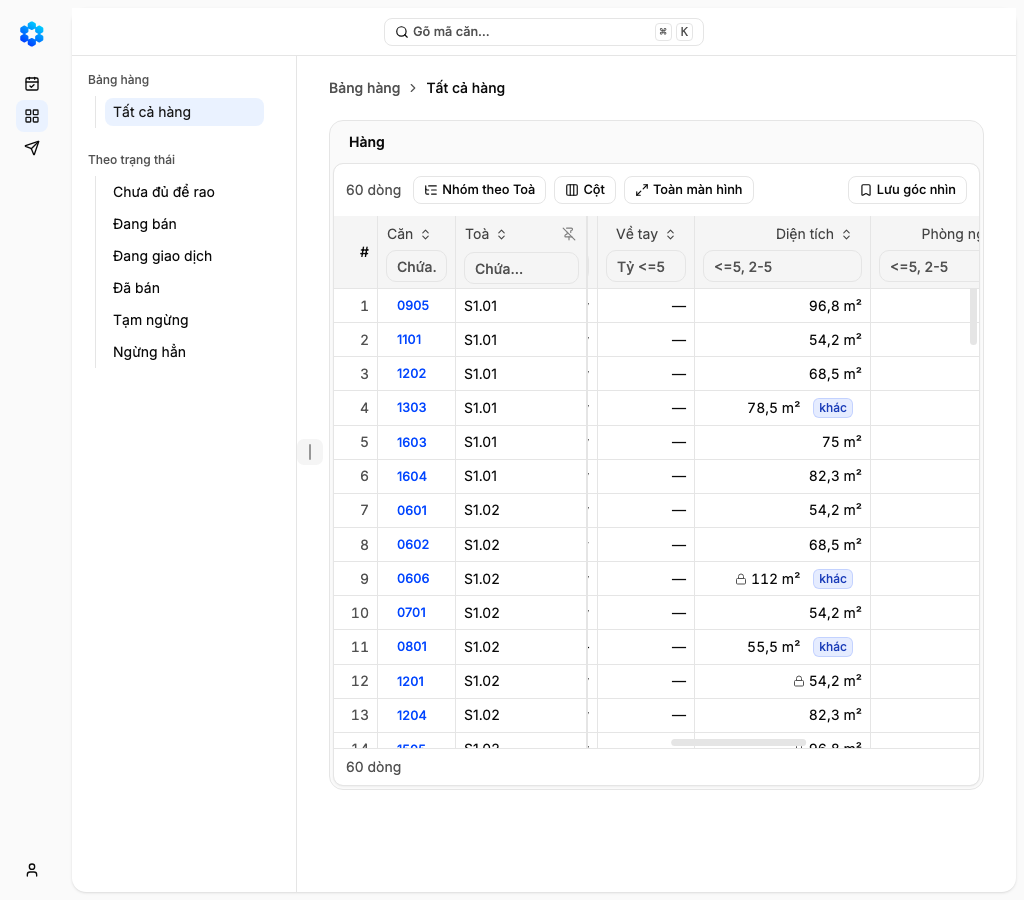 Gõ mã căn... ⌘ K
Bảng hàng
Tất cả hàng
Theo trạng thái
Chưa đủ để rao
Đang bán
Đang giao dịch
Đã bán
Tạm ngừng
Ngừng hẳn
Bảng hàng > Tất cả hàng
Hàng
60 dòng Nhóm theo Toà Cột Toàn màn hình Lưu góc nhìn
# Căn Toà Về tay Diện tích Phòng
Chứa. Chứa... Tỷ <=5 <=5, 2-5 <=5, 2-5
1 0905 S1.01 — 96,8 m²
2 1101 S1.01 — 54,2 m²
3 1202 S1.01 — 68,5 m²
4 1303 S1.01 — 78,5 m² khác
5 1603 S1.01 — 75 m²
6 1604 S1.01 — 82,3 m²
7 0601 S1.02 — 54,2 m²
8 0602 S1.02 — 68,5 m²
9 0606 S1.02 — 112 m² khác
10 0701 S1.02 — 54,2 m²
11 0801 S1.02 — 55,5 m² khác
12 1201 S1.02 — 54,2 m²
13 1204 S1.02 — 82,3 m²
60 dòng